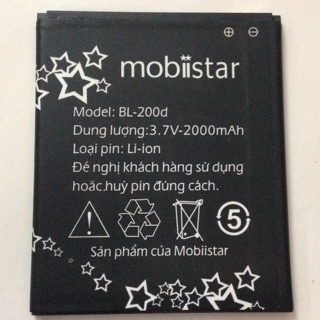 mobiistar
Model: BL-200d
Dung lượng:3.7V-2000mAh
Loại pin: Li-ion
Đề nghị khách hàng sử dụng
hoặc.huỷ pin đúng cách.
5
Sản phẩm của Mobiistar